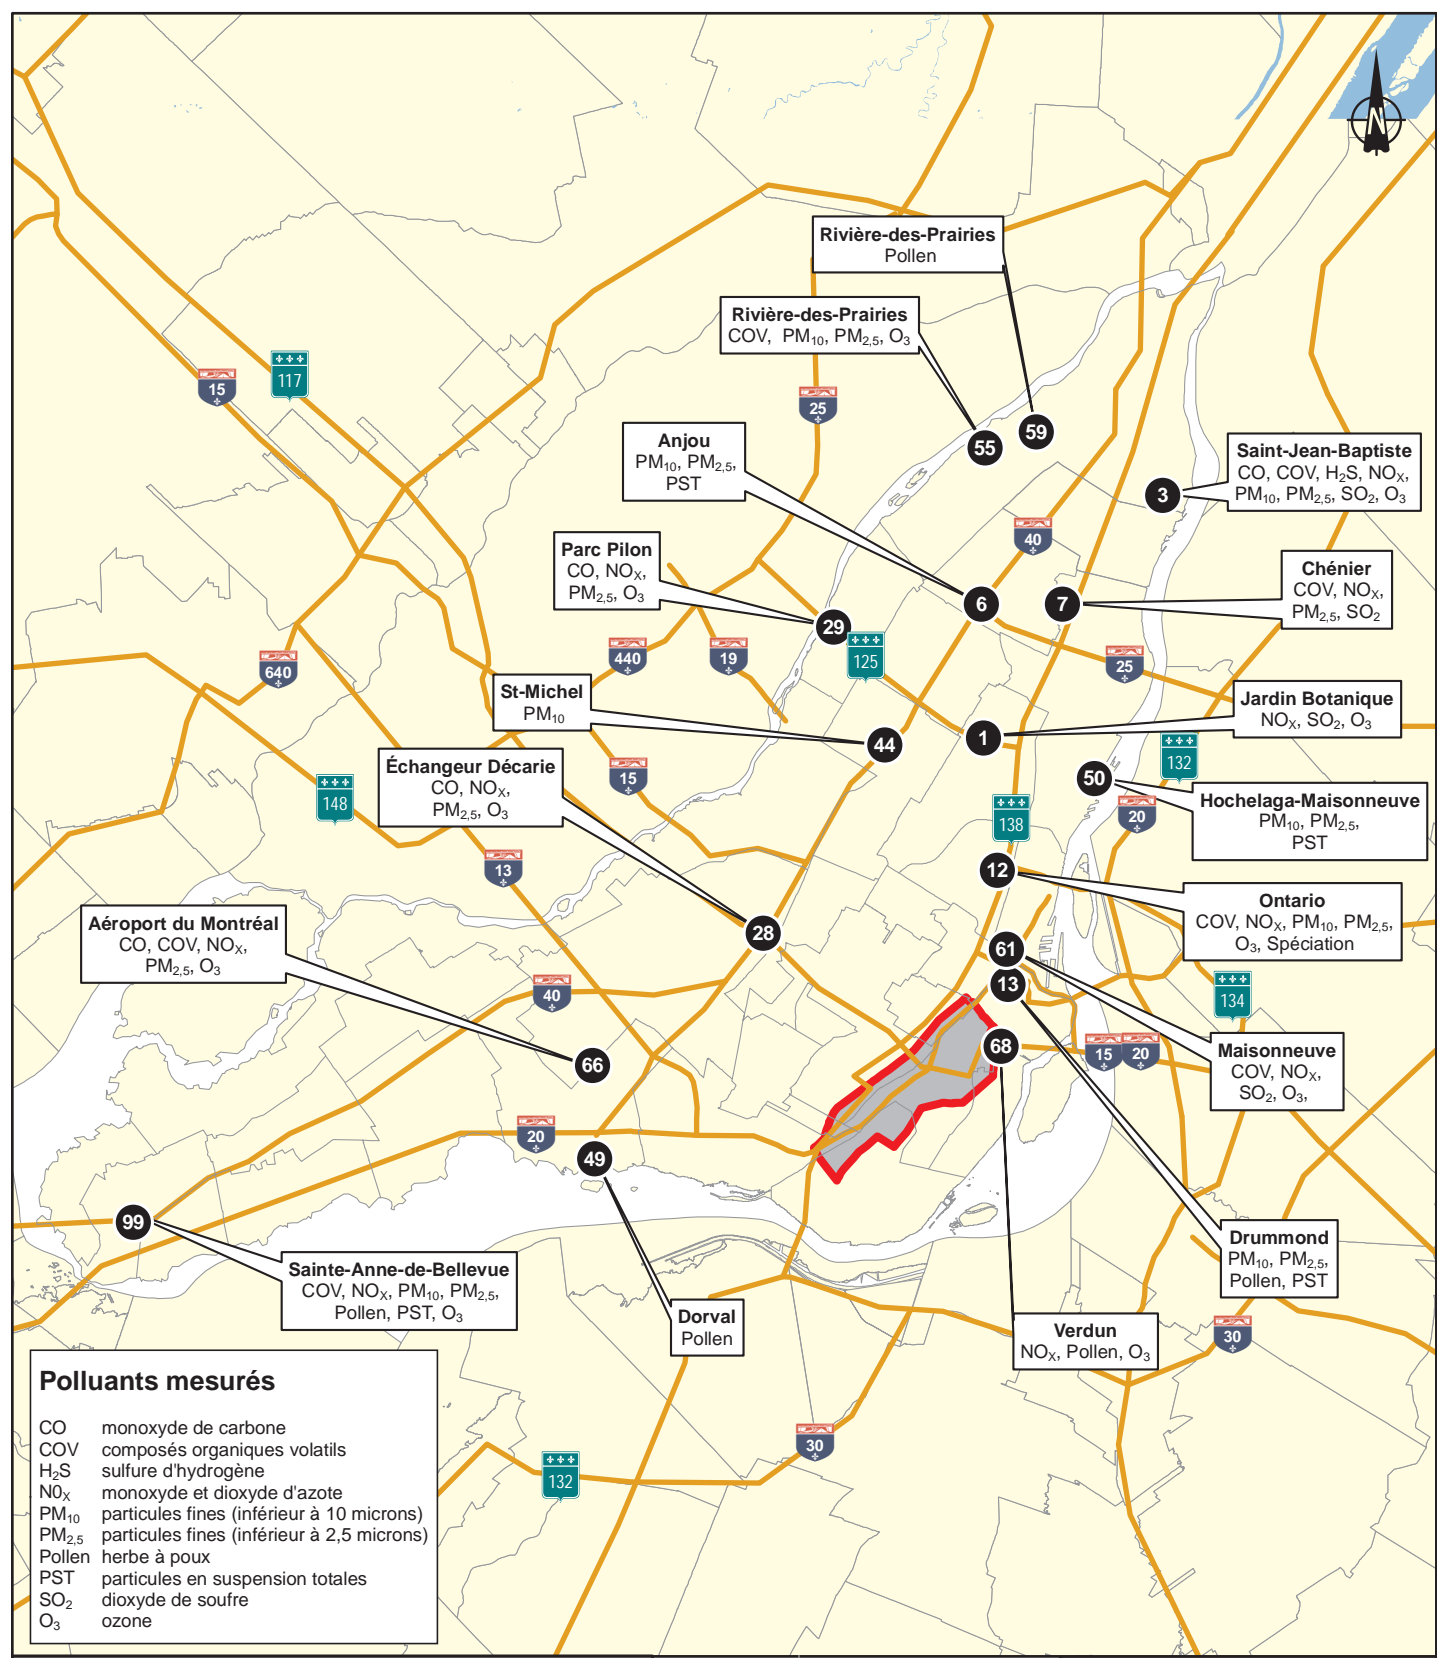 N
Rivière-des-Prairies
Pollen
Rivière-des-Prairies
COV, PM10, PM2,5, O3
117
15
25
59
55
Anjou
PM10, PM2,5,
PST
Saint-Jean-Baptiste
CO, COV, H2S, NOX,
PM10, PM2,5, SO2, O3
3
40
Parc Pilon
CO, NOX,
PM2,5, O3
Chénier
COV, NOX,
PM2,5, SO2
6
7
29
125
440
19
25
640
St-Michel
PM10
Jardin Botanique
NOX, SO2, O3
44
1
132
Échangeur Décarie
CO, NOX,
PM2,5, O3
15
50
148
Hochelaga-Maisonneuve
PM10, PM2,5,
PST
138
20
13
12
Ontario
COV, NOX, PM10, PM2,5,
O3, Spéciation
Aéroport du Montréal
CO, COV, NOX,
PM2,5, O3
28
61
13
40
134
68
15
20
Maisonneuve
COV, NOX,
SO2, O3,
66
20
49
99
Drummond
PM10, PM2,5,
Pollen, PST
Sainte-Anne-de-Bellevue
COV, NOX, PM10, PM2,5,
Pollen, PST, O3
Dorval
Pollen
Verdun
NOX, Pollen, O3
30
30
132
Polluants mesurés
CO monoxyde de carbone
COV composés organiques volatils
H2S sulfure d'hydrogène
N0X monoxyde et dioxyde d'azote
PM10 particules fines (inférieur à 10 microns)
PM2,5 particules fines (inférieur à 2,5 microns)
Pollen herbe à poux
PST particules en suspension totales
SO2 dioxyde de soufre
O3 ozone